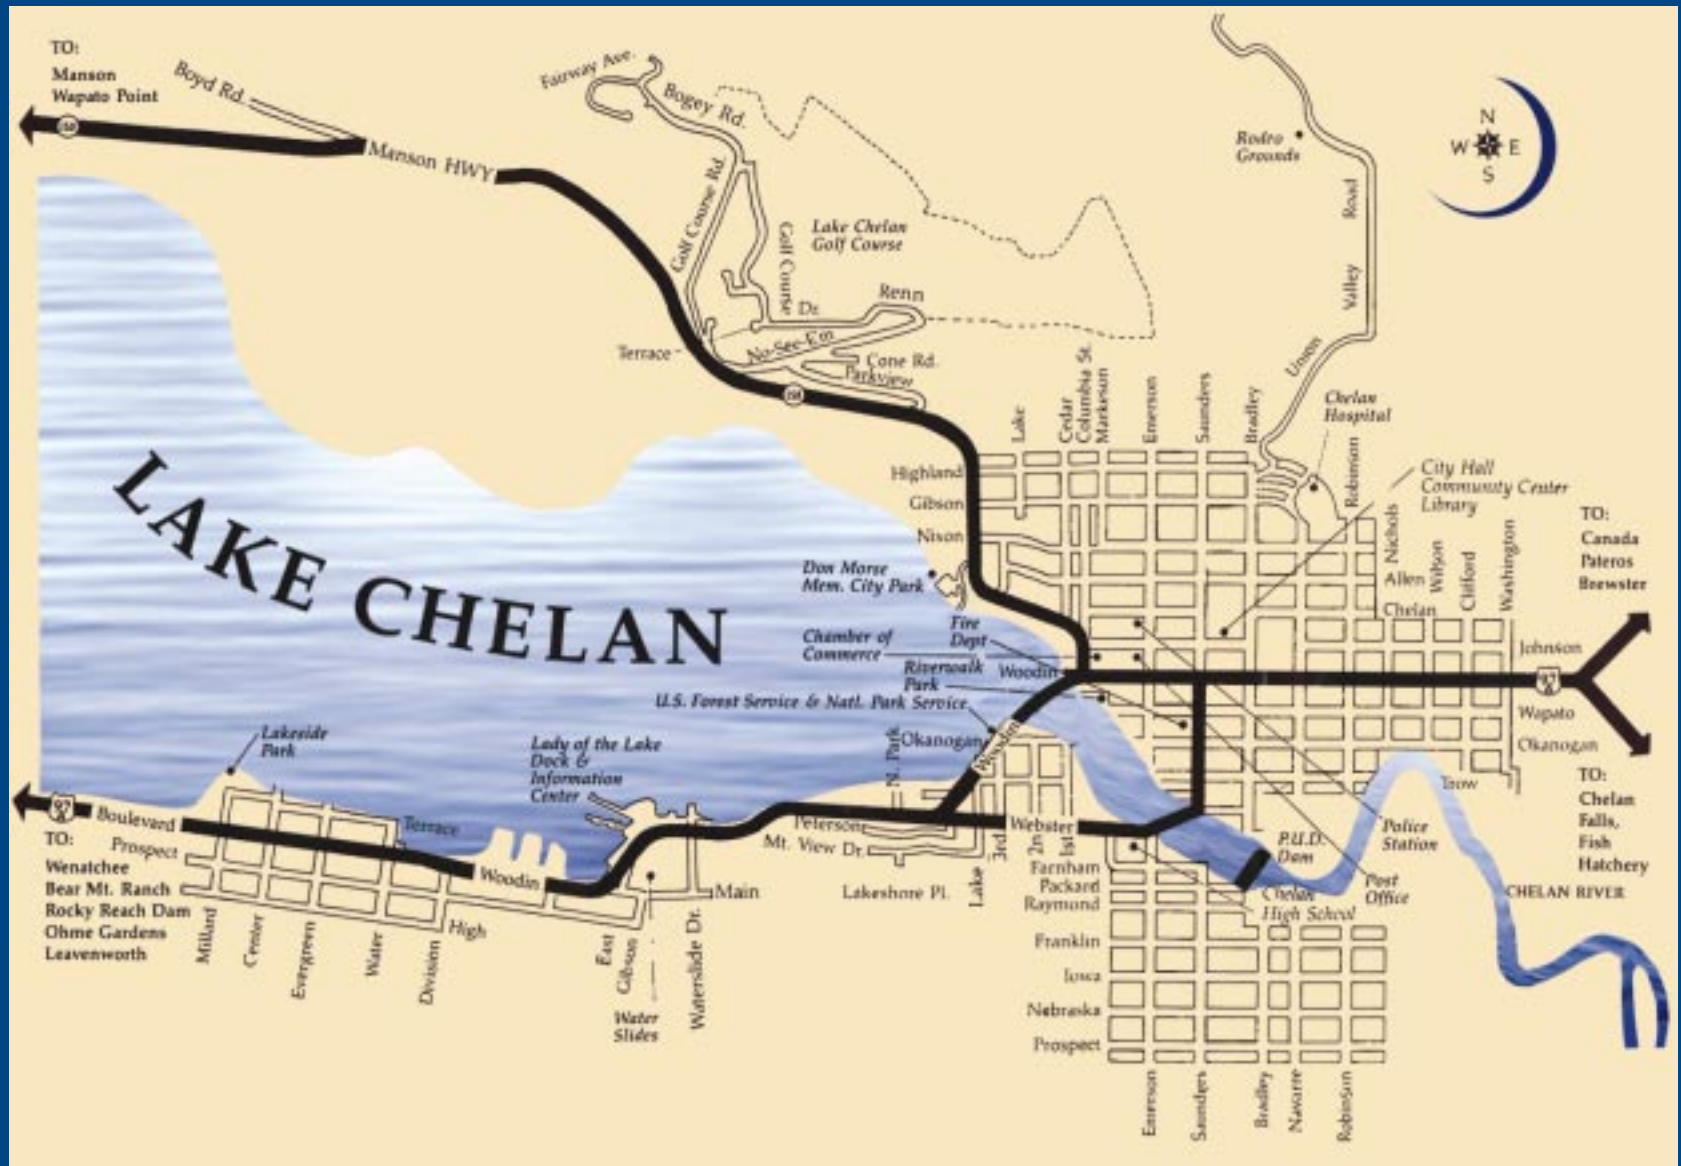 TO:
Manson
Wapato Point
Boyd Rd.
150
Manson HWY
Fairway Ave.
Bogey Rd.
Golf Course Rd.
Golf Course
Dr.
Lake Chelan
Golf Course
Renn
No-See-Em
Terrace
Cone Rd.
Parkview
150
Rodro
Grounds
N
W E
S
Union
Valley
Road
Chelan
Hospital
Lake
Cedar
Columbia St.
Markeson
Emerson
Saunders
Bradley
Robinson
City Hall
Community Center
Library
Highland
Gibson
Nixon
Nichols
Wilson
Clifford
Washington
Allen
Chelan
TO:
Canada
Pateros
Brewster
LAKE CHELAN
Don Morse
Mem. City Park
Fire
Dept
Chamber of
Commerce
Riverwalk
Park
Woodin
U.S. Forest Service & Natl. Park Service
Johnson
97
Wapato
Okanogan
N. Park
Okanogan
Woodin
Lakeside
Park
Lady of the Lake
Dock &
Information
Center
TO:
Chelan
Falls,
Fish
Hatchery
97
Boulevard
Terrace
Prospect
TO:
Wenatchee
Bear Mt. Ranch
Rocky Reach Dam
Ohme Gardens
Leavenworth
Woodin
Peterson
Mt. View Dr.
Webster
3rd
2n
1st
Lakeshore Pl.
Lake
Main
High
Millard
Center
Evergreen
Water
Division
East
Gibson
Waterslide Dr.
Water
Slides
Farnham
Packard
Raymond
Franklin
Iowa
Nebraska
Prospect
P.U.D.
Dam
Police
Station
Post
Office
Chelan
High School
CHELAN RIVER
Emerson
Saunders
Bradley
Navarre
Robinson